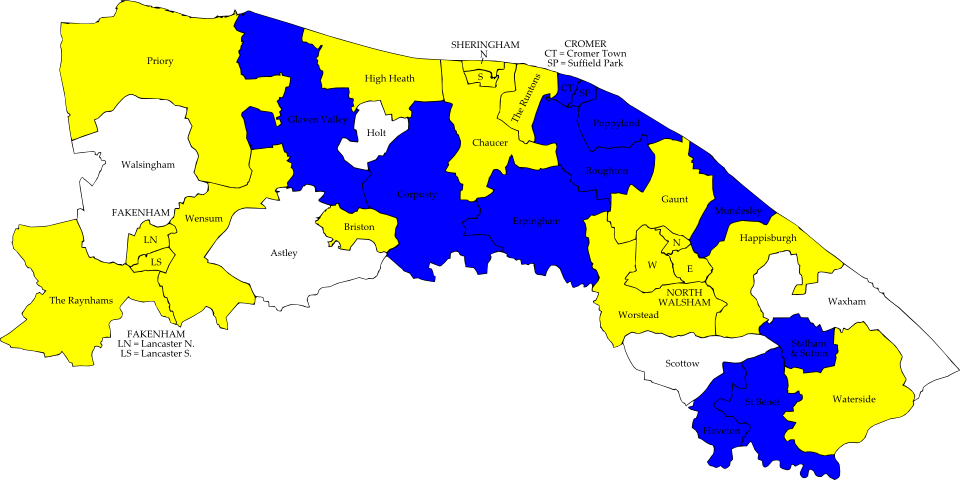 SHERINGHAM
N
CROMER
CT = Cromer Town
SP = Suffield Park
Priory
High Heath
S
The Runtons
CT
SP
Glaven Valley
Holt
Poppyland
Chaucer
Walsingham
Roughton
Corpusty
Gaunt
FAKENHAM
Wensum
Erpingham
Mundesley
Briston
LN
N
Happisburgh
Astley
LS
W
E
The Raynhams
NORTH
WALSHAM
Waxham
Worstead
FAKENHAM
LN = Lancaster N.
LS = Lancaster S.
Stalham
& Sutton
Scottow
Waterside
St Benet
Hoveton